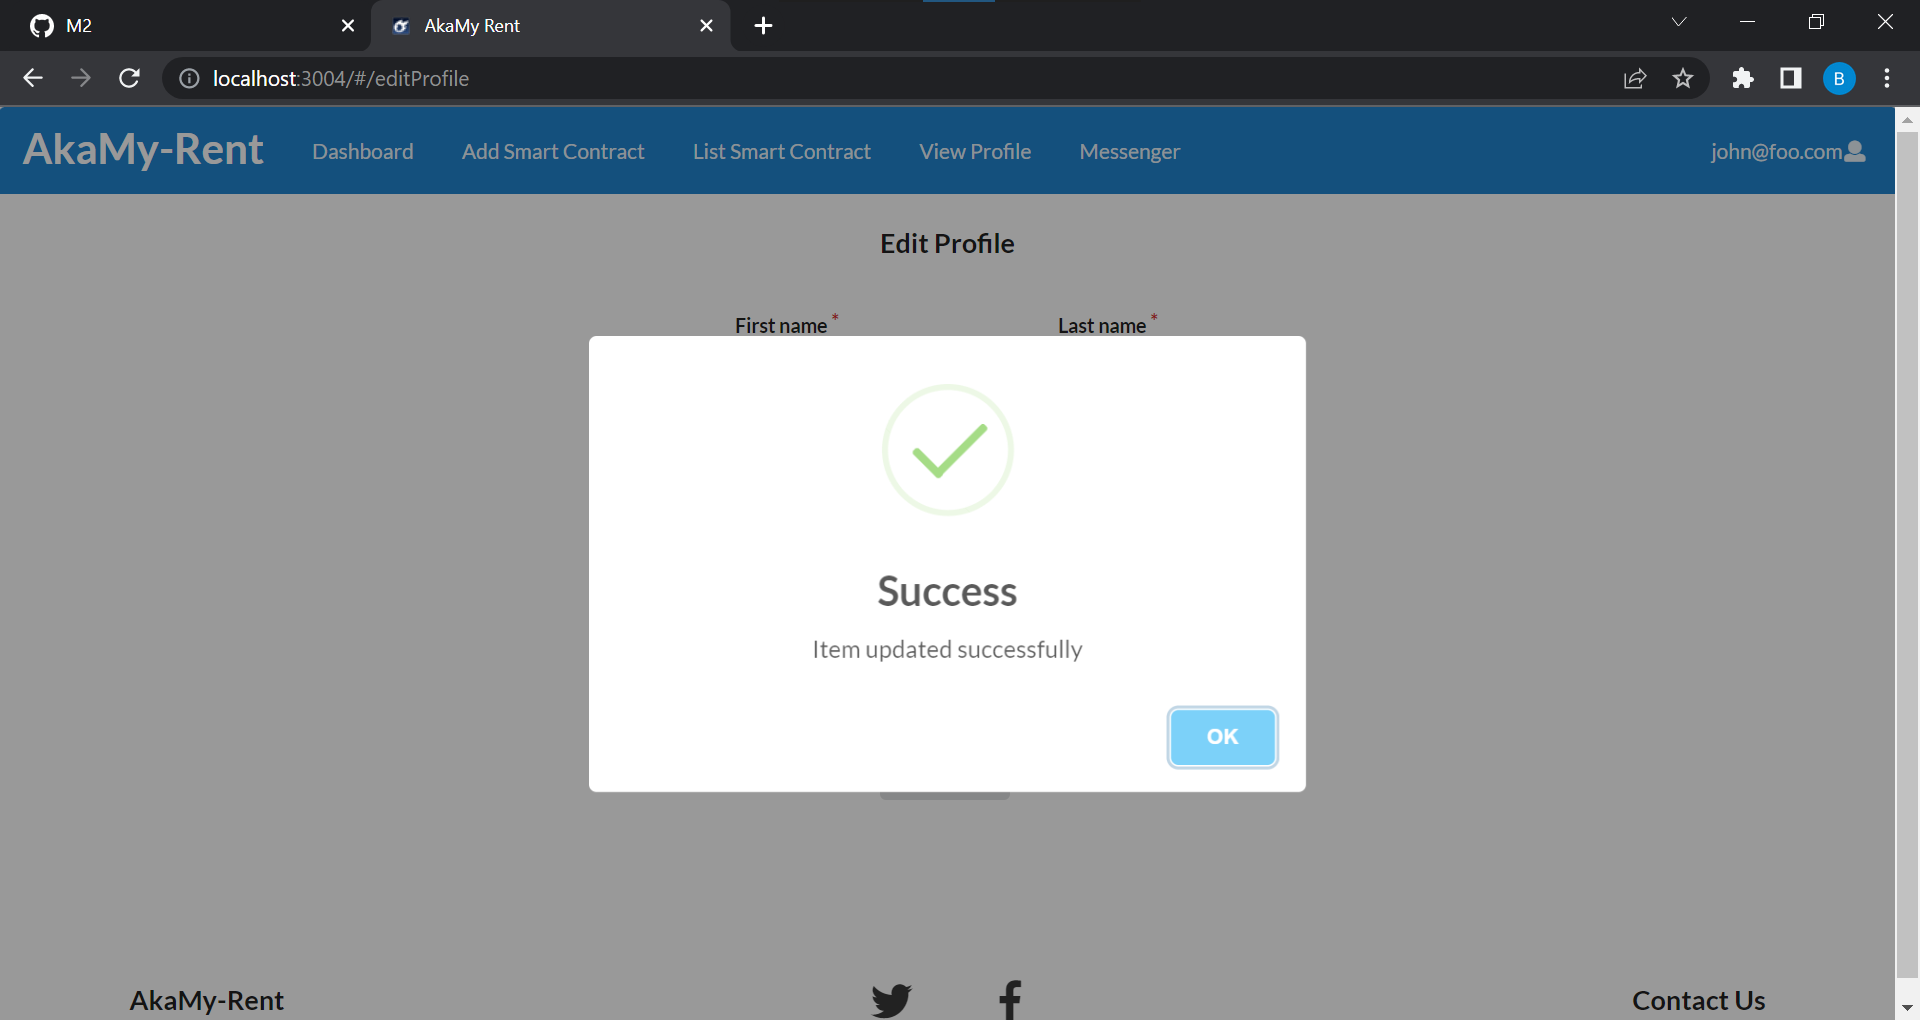 M2
AkaMy Rent
localhost:3004/#/editProfile
B
AkaMy-Rent
Dashboard
Add Smart Contract
List Smart Contract
View Profile
Messenger
john@foo.com
Edit Profile
First name *
Last name *
Success
Item updated successfully
OK
AkaMy-Rent
Contact Us